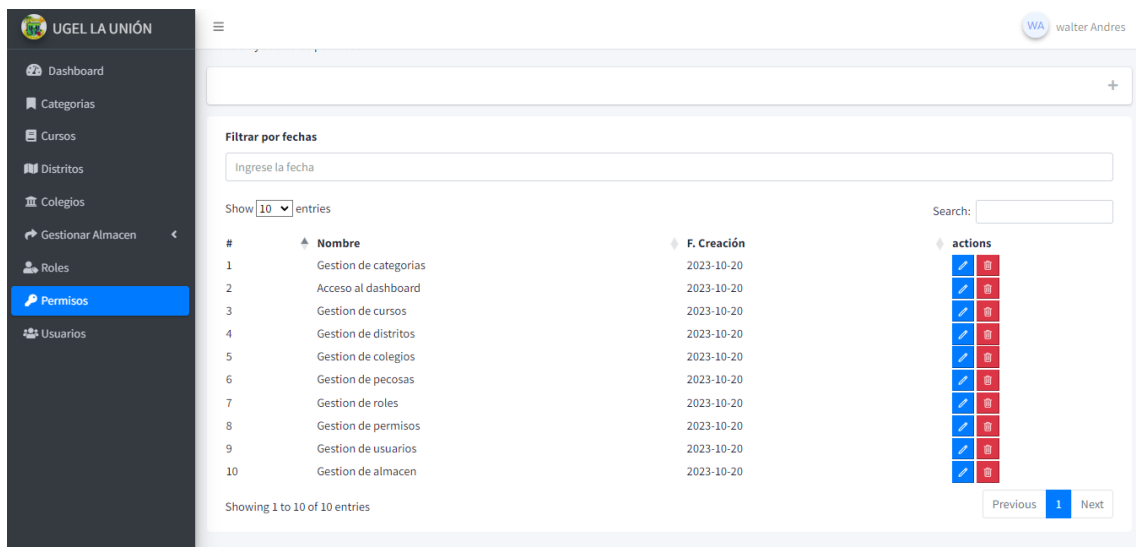 UGEL LA UNIÓN
WA walter Andres
Dashboard
Categorias
Cursos
Distritos
Colegios
Gestionar Almacen
Roles
Permisos
Usuarios
Filtrar por fechas
Ingrese la fecha
Show 10 entries
Search:
# Nombre F. Creación actions
1 Gestion de categorias 2023-10-20
2 Acceso al dashboard 2023-10-20
3 Gestion de cursos 2023-10-20
4 Gestion de distritos 2023-10-20
5 Gestion de colegios 2023-10-20
6 Gestion de pecosas 2023-10-20
7 Gestion de roles 2023-10-20
8 Gestion de permisos 2023-10-20
9 Gestion de usuarios 2023-10-20
10 Gestion de almacen 2023-10-20
Showing 1 to 10 of 10 entries
Previous 1 Next